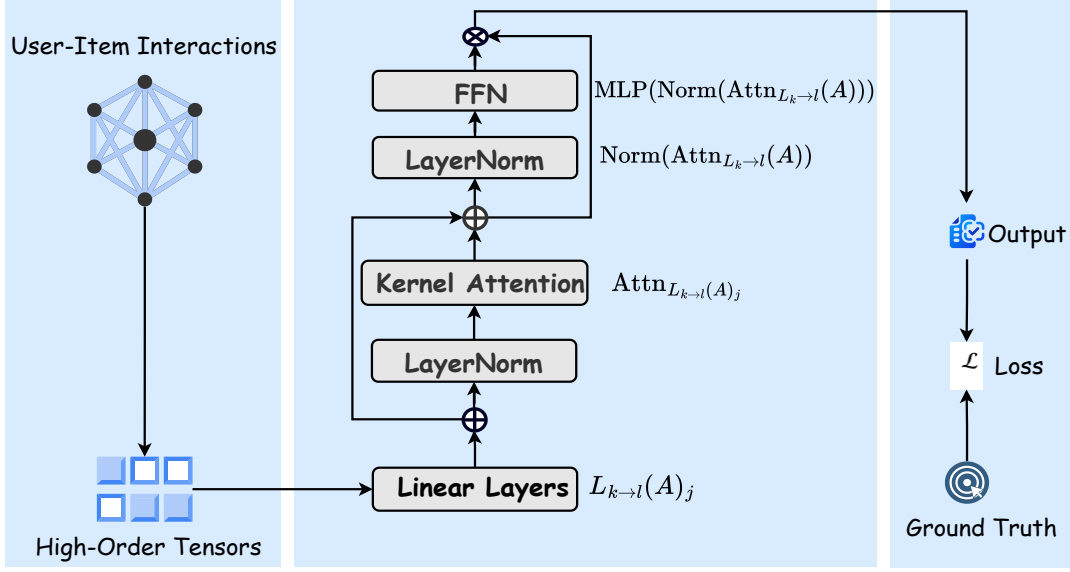 User-Item Interactions
High-Order Tensors
FFN
MLP(Norm(Attn_{L_{k→l}}(A)))
LayerNorm
Norm(Attn_{L_{k→l}}(A))
Kernel Attention
Attn_{L_{k→l}(A)_j}
LayerNorm
Linear Layers
L_{k→l}(A)_j
Output
ℒ
Loss
Ground Truth